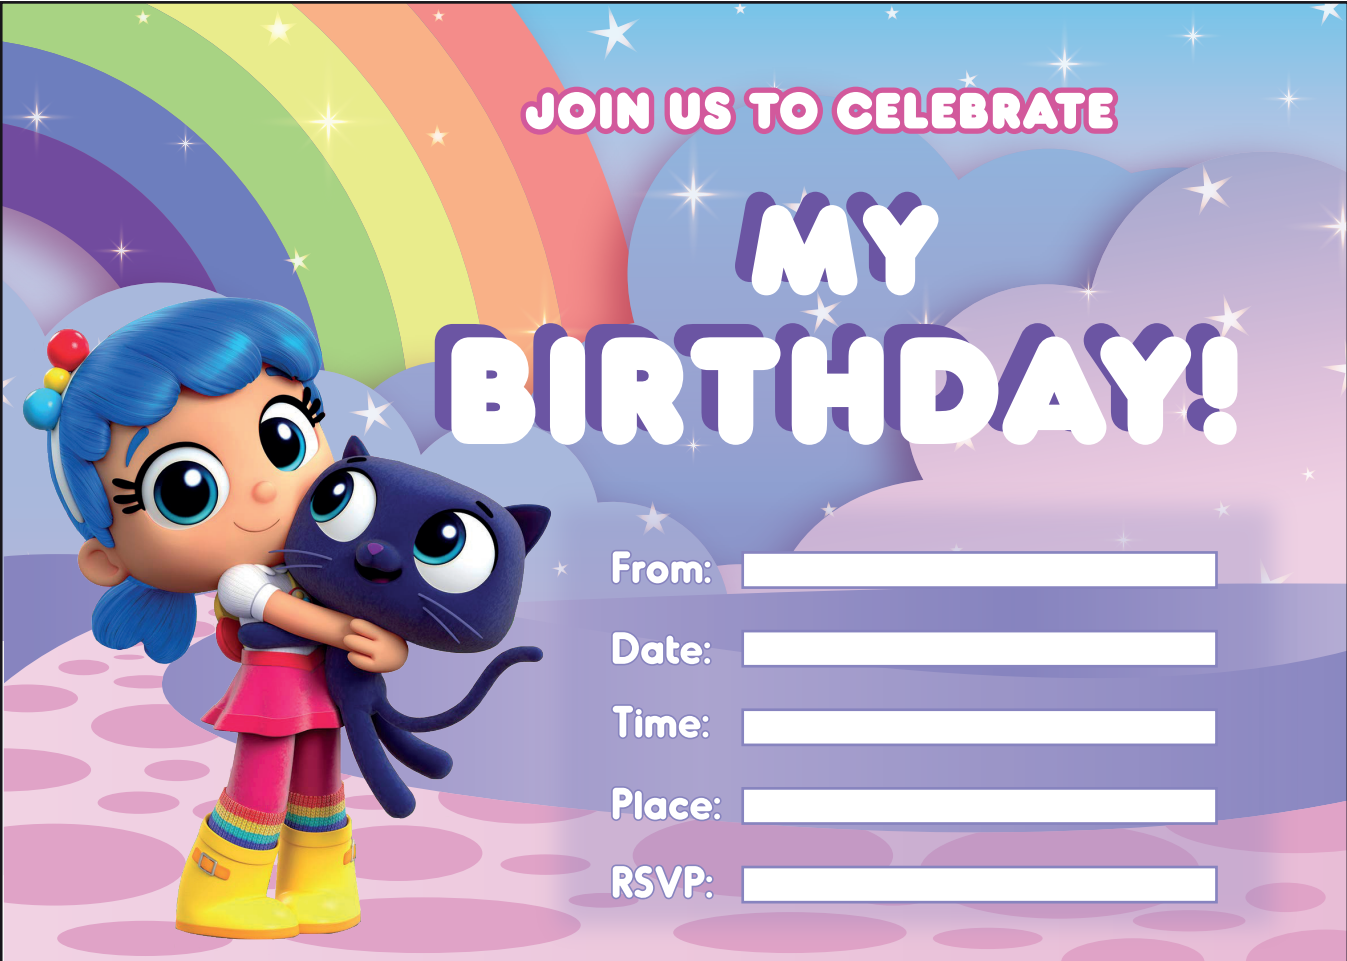 JOIN US TO CELEBRATE
MY
BIRTHDAY!
From:
Date:
Time:
Place:
RSVP: